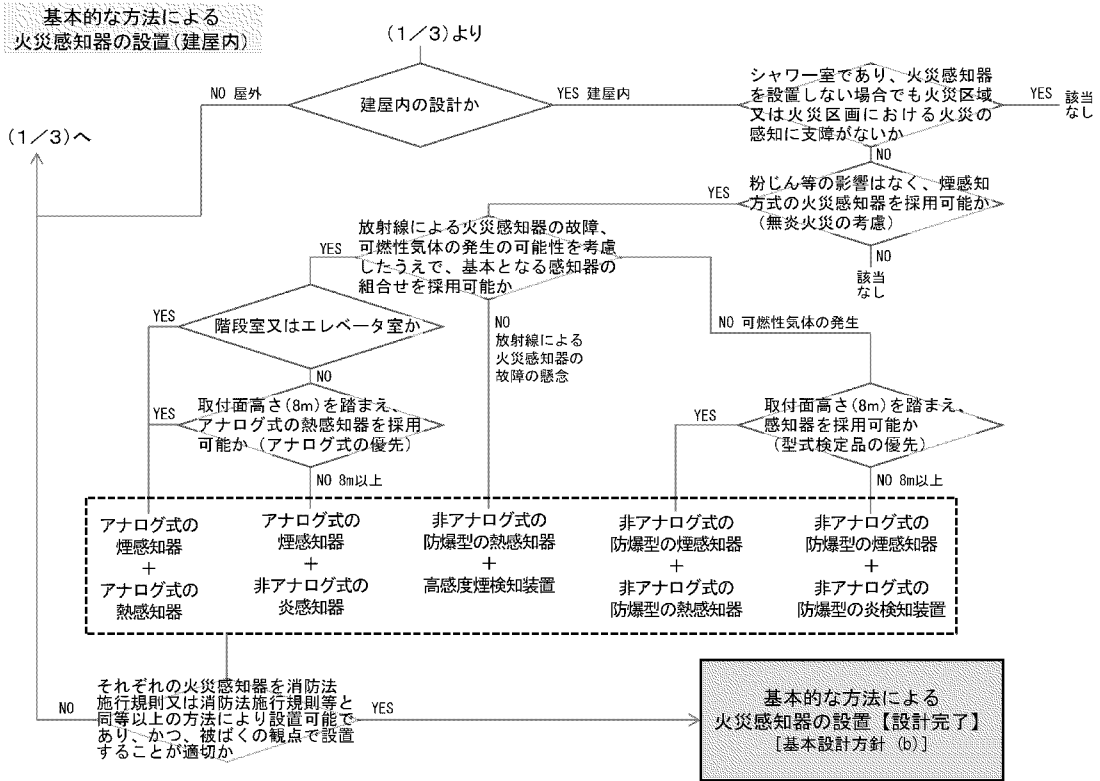 基本的な方法による
火災感知器の設置(建屋内)
(1/3)より
NO 屋外
建屋内の設計か
YES 建屋内
シャワー室であり、火災感知器
を設置しない場合でも火災区域
又は火災区画における火災の
感知に支障がないか
YES
該当
なし
(1/3)へ
NO
YES
粉じん等の影響はなく、煙感知
方式の火災感知器を採用可能か
(無炎火災の考慮)
NO
該当
なし
YES
放射線による火災感知器の故障、
可燃性気体の発生の可能性を考慮
したうえで、基本となる感知器の
組合せを採用可能か
NO
放射線による
火災感知器の
故障の懸念
NO 可燃性気体の発生
YES
階段室又はエレベータ室か
NO
YES
取付面高さ(8m)を踏まえ、
アナログ式の熱感知器を採用
可能か(アナログ式の優先)
NO 8m以上
YES
取付面高さ(8m)を踏まえ、
感知器を採用可能か
(型式検定品の優先)
NO 8m以上
アナログ式の
煙感知器
+
アナログ式の
熱感知器
アナログ式の
煙感知器
+
非アナログ式の
炎感知器
非アナログ式の
防爆型の熱感知器
+
高感度煙検知装置
非アナログ式の
防爆型の煙感知器
+
非アナログ式の
防爆型の熱感知器
非アナログ式の
防爆型の煙感知器
+
非アナログ式の
防爆型の炎検知装置
NO
それぞれの火災感知器を消防法
施行規則又は消防法施行規則等と
同等以上の方法により設置可能で
あり、かつ、被ばくの観点で設置
することが適切か
YES
基本的な方法による
火災感知器の設置【設計完了】
[基本設計方針 (b)]